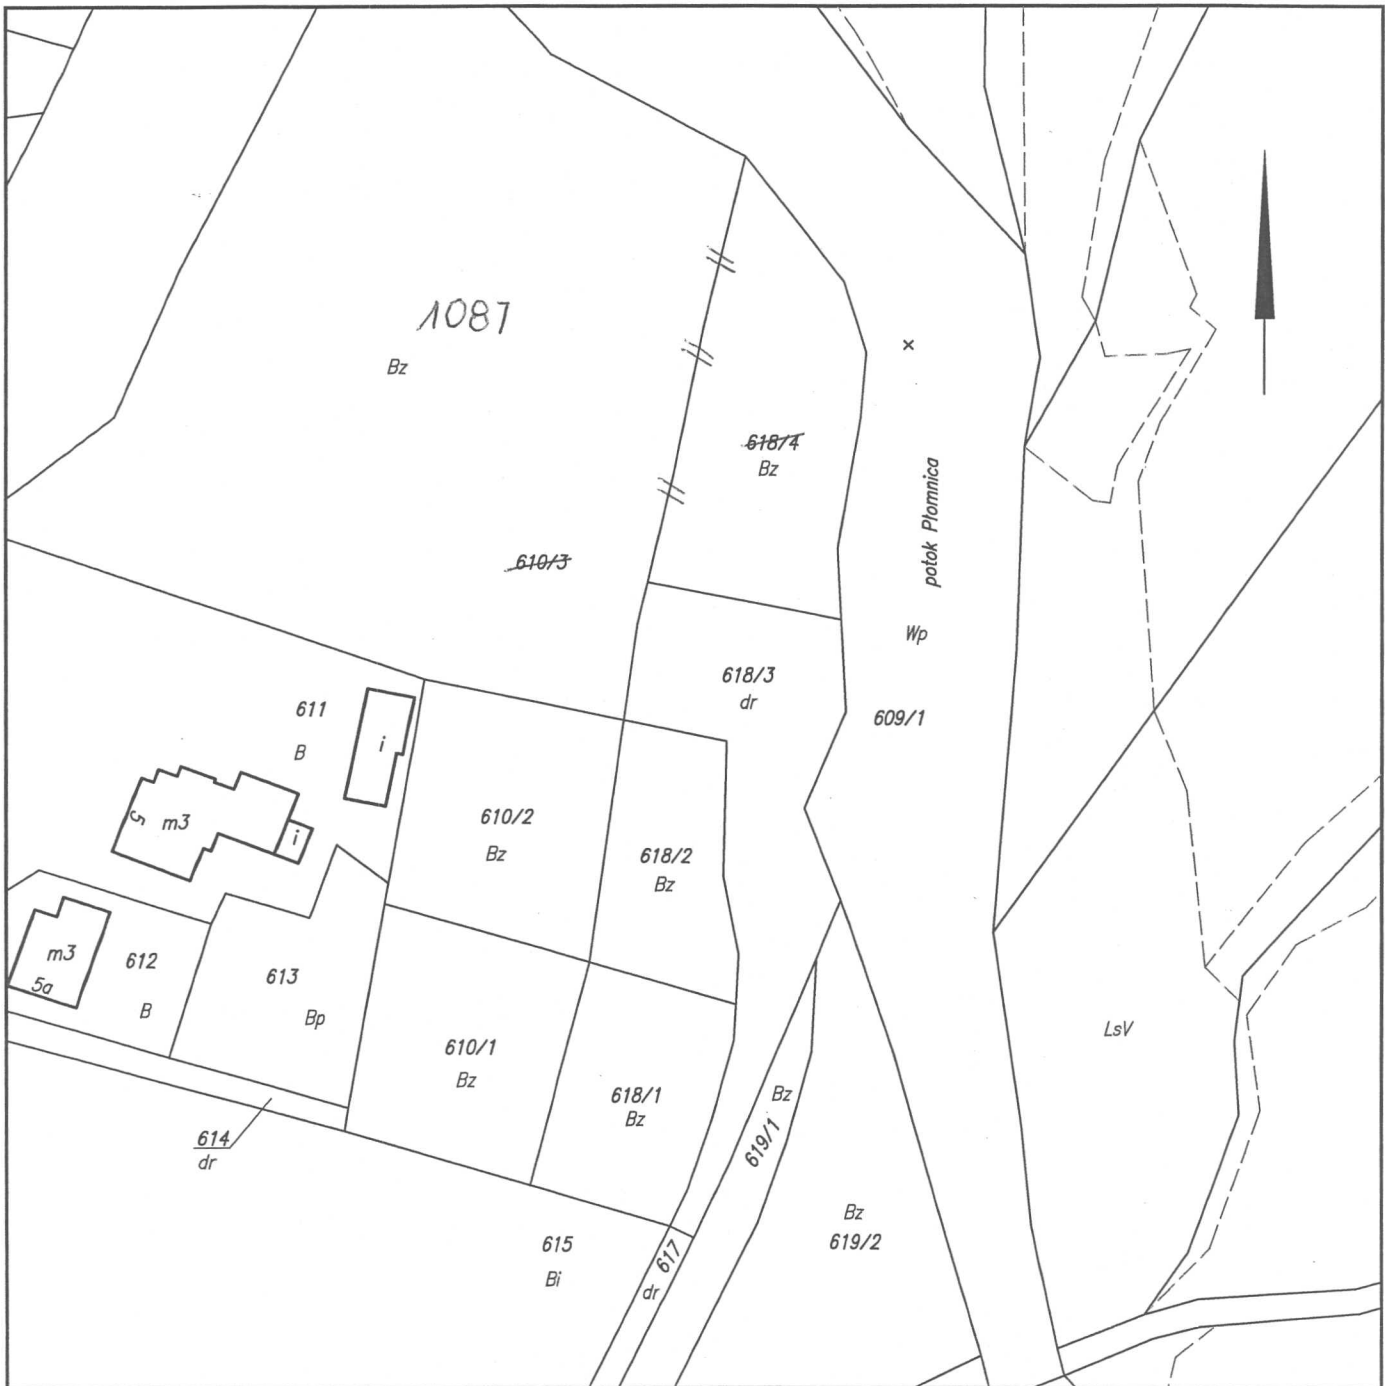 1087
Bz
618/4
Bz
potok Płomnica
610/3
Wp
618/3
dr
609/1
611
B
i
5
m3
i
610/2
Bz
618/2
Bz
m3
5a
612
B
613
Bp
610/1
Bz
618/1
Bz
LsV
Bz
619/1
614
dr
Bz
619/2
615
Bi
617
dr